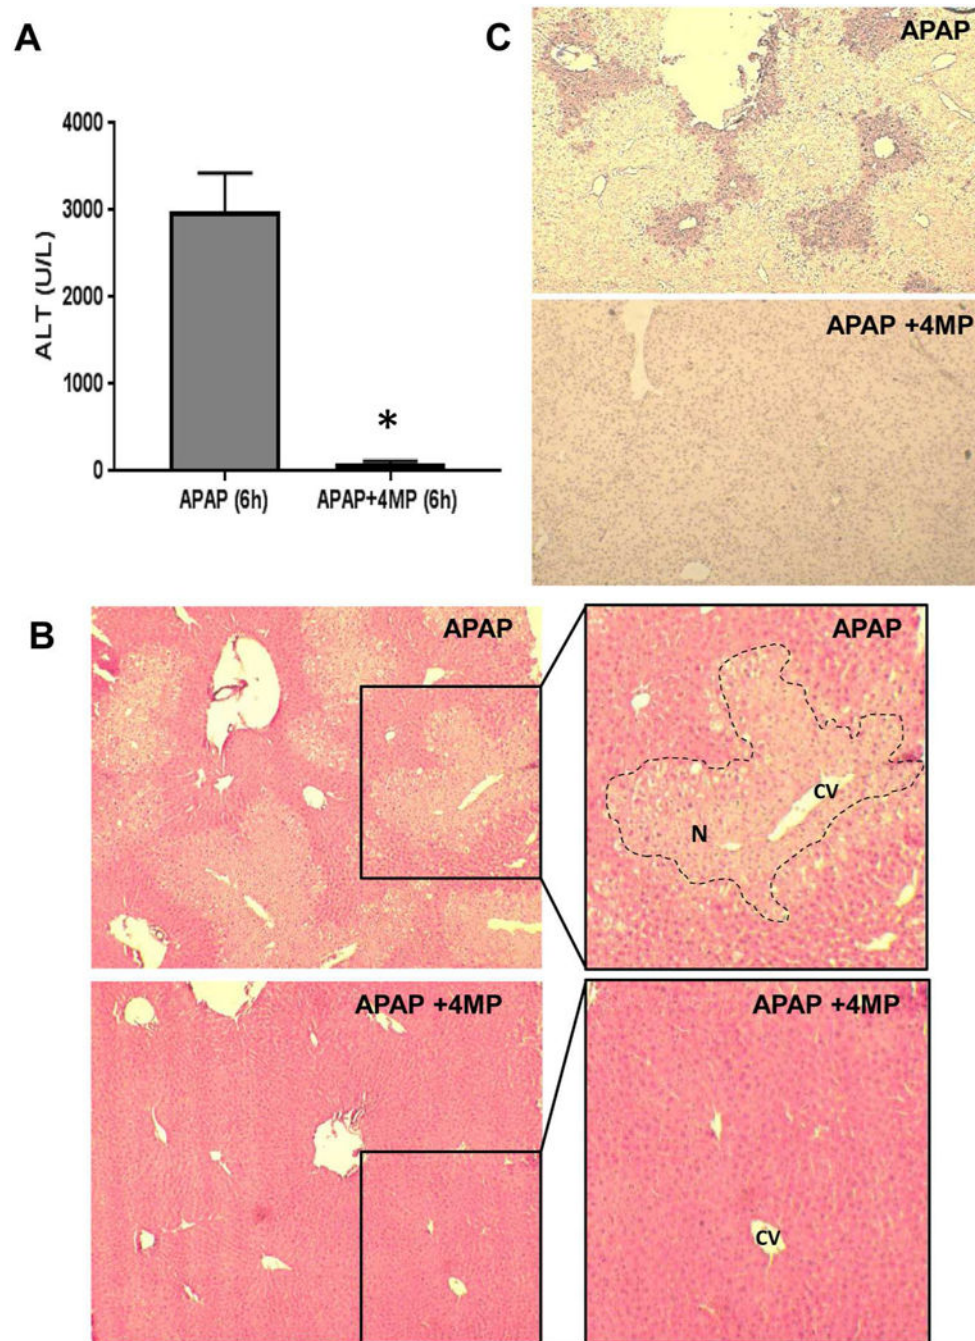 A
4000
3000
2000
1000
0
ALT (U/L)
*
APAP (6h)
APAP+4MP (6h)
C
APAP
APAP +4MP
B
APAP
APAP
CV
N
APAP +4MP
APAP +4MP
CV